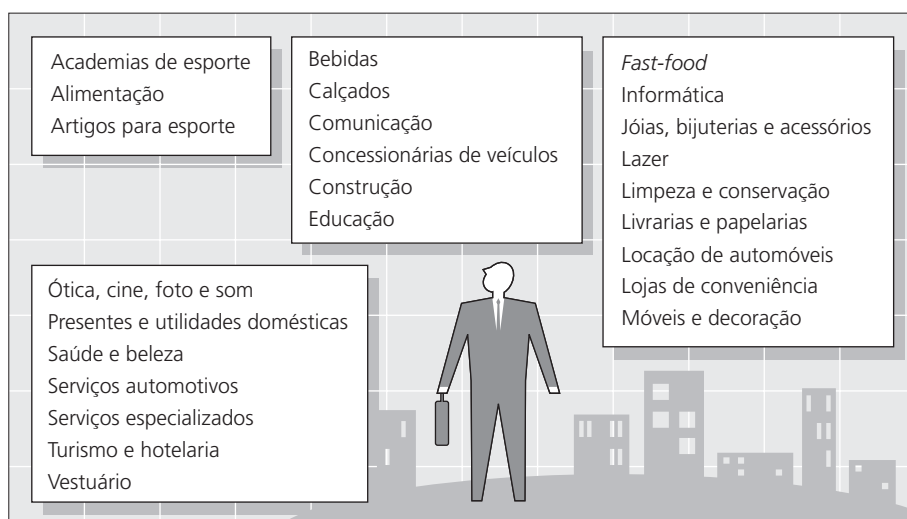 Academias de esporte
Alimentação
Artigos para esporte
Bebidas
Calçados
Comunicação
Concessionárias de veículos
Construção
Educação
Fast-food
Informática
Jóias, bijuterias e acessórios
Lazer
Limpeza e conservação
Livrarias e papelarias
Locação de automóveis
Lojas de conveniência
Móveis e decoração
Ótica, cine, foto e som
Presentes e utilidades domésticas
Saúde e beleza
Serviços automotivos
Serviços especializados
Turismo e hotelaria
Vestuário